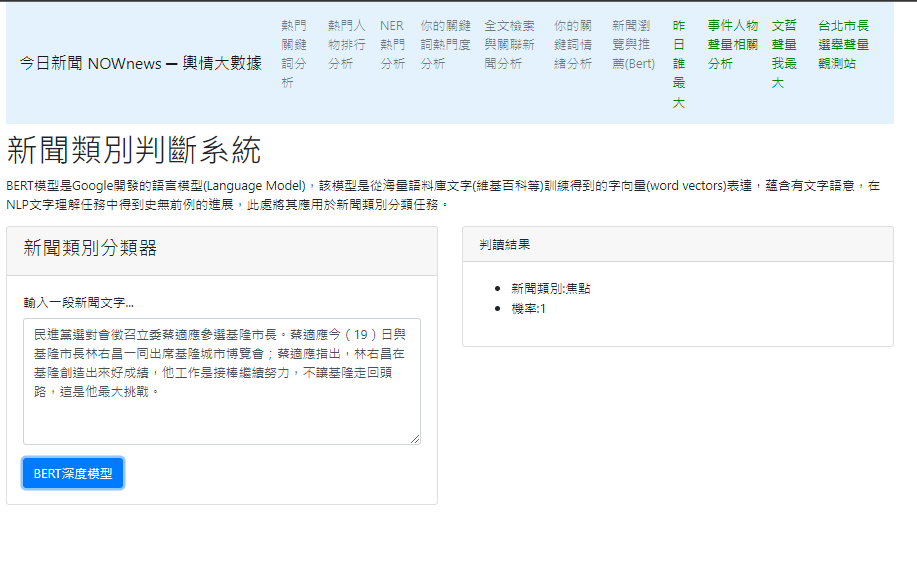 今日新聞 NOWnews — 輿情大數據
熱門
關鍵
詞分
析
熱門人
物排行
分析
NER
熱門
分析
你的關鍵
詞熱門度
分析
全文檢索
與關聯新
聞分析
你的關
鍵詞情
緒分析
新聞瀏
覽與推
薦(Bert)
昨
日
誰
最
大
事件人物
聲量相關
分析
文哲
聲量
我最
大
台北市長
選舉聲量
觀測站
新聞類別判斷系統
BERT模型是Google開發的語言模型(Language Model)，該模型是從海量語料庫文字(維基百科等)訓練得到的字向量(word vectors)表達，蘊含有文字語意，在
NLP文字理解任務中得到史無前例的進展，此處將其應用於新聞類別分類任務。
新聞類別分類器
輸入一段新聞文字...
民進黨選對會徵召立委蔡適應參選基隆市長。蔡適應今（19）日與
基隆市長林右昌一同出席基隆城市博覽會；蔡適應指出，林右昌在
基隆創造出來好成績，他工作是接棒繼續努力，不讓基隆走回頭
路，這是他最大挑戰。
BERT深度模型
判讀結果
新聞類別:焦點
機率:1